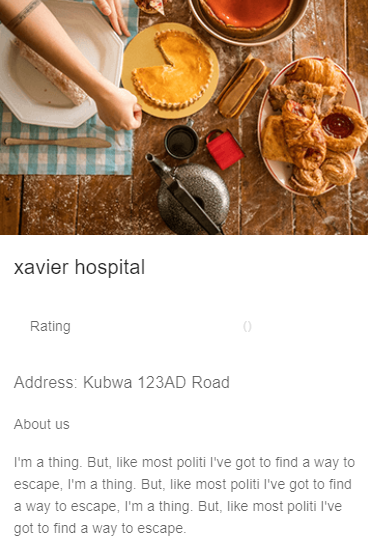 xavier hospital
Rating
()
Address: Kubwa 123AD Road
About us
I'm a thing. But, like most politi I've got to find a way to
escape, I'm a thing. But, like most politi I've got to find
a way to escape, I'm a thing. But, like most politi I've
got to find a way to escape.